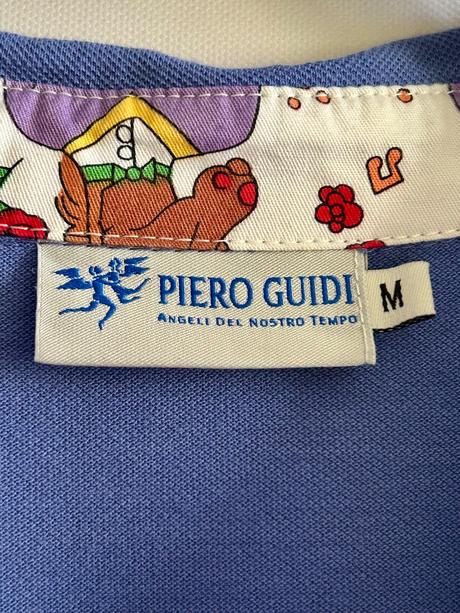 PIERO GUIDI
ANGELI DEL NOSTRO TEMPO
M